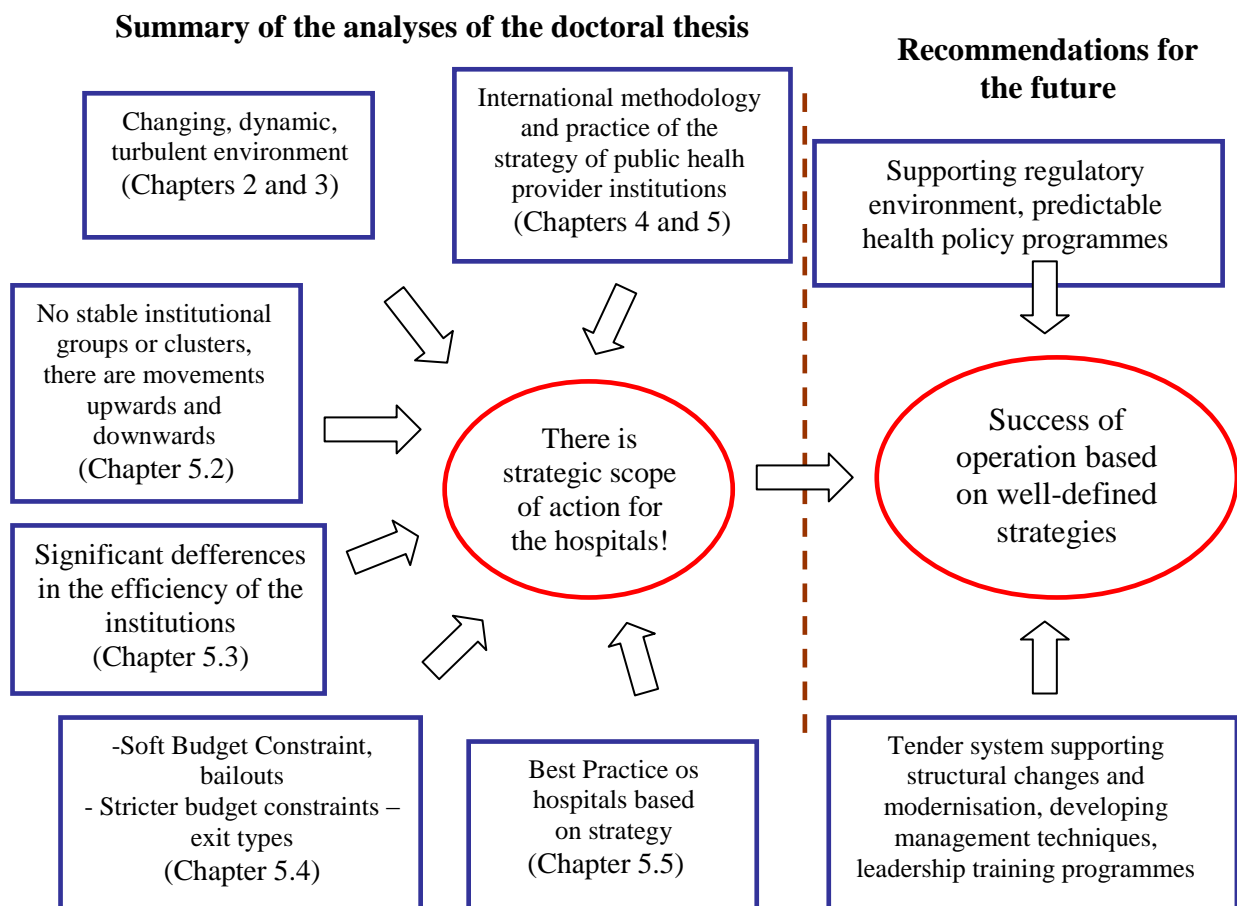 Summary of the analyses of the doctoral thesis
Recommendations for
the future
Changing, dynamic,
turbulent environment
(Chapters 2 and 3)
International methodology
and practice of the
strategy of public healh
provider institutions
(Chapters 4 and 5)
Supporting regulatory
environment, predictable
health policy programmes
No stable institutional
groups or clusters,
there are movements
upwards and
downwards
(Chapter 5.2)
There is
strategic scope
of action for
the hospitals!
Success of
operation based
on well-defined
strategies
Significant defferences
in the efficiency of the
institutions
(Chapter 5.3)
-Soft Budget Constraint,
bailouts
- Stricter budget constraints –
exit types
(Chapter 5.4)
Best Practice os
hospitals based
on strategy
(Chapter 5.5)
Tender system supporting
structural changes and
modernisation, developing
management techniques,
leadership training programmes